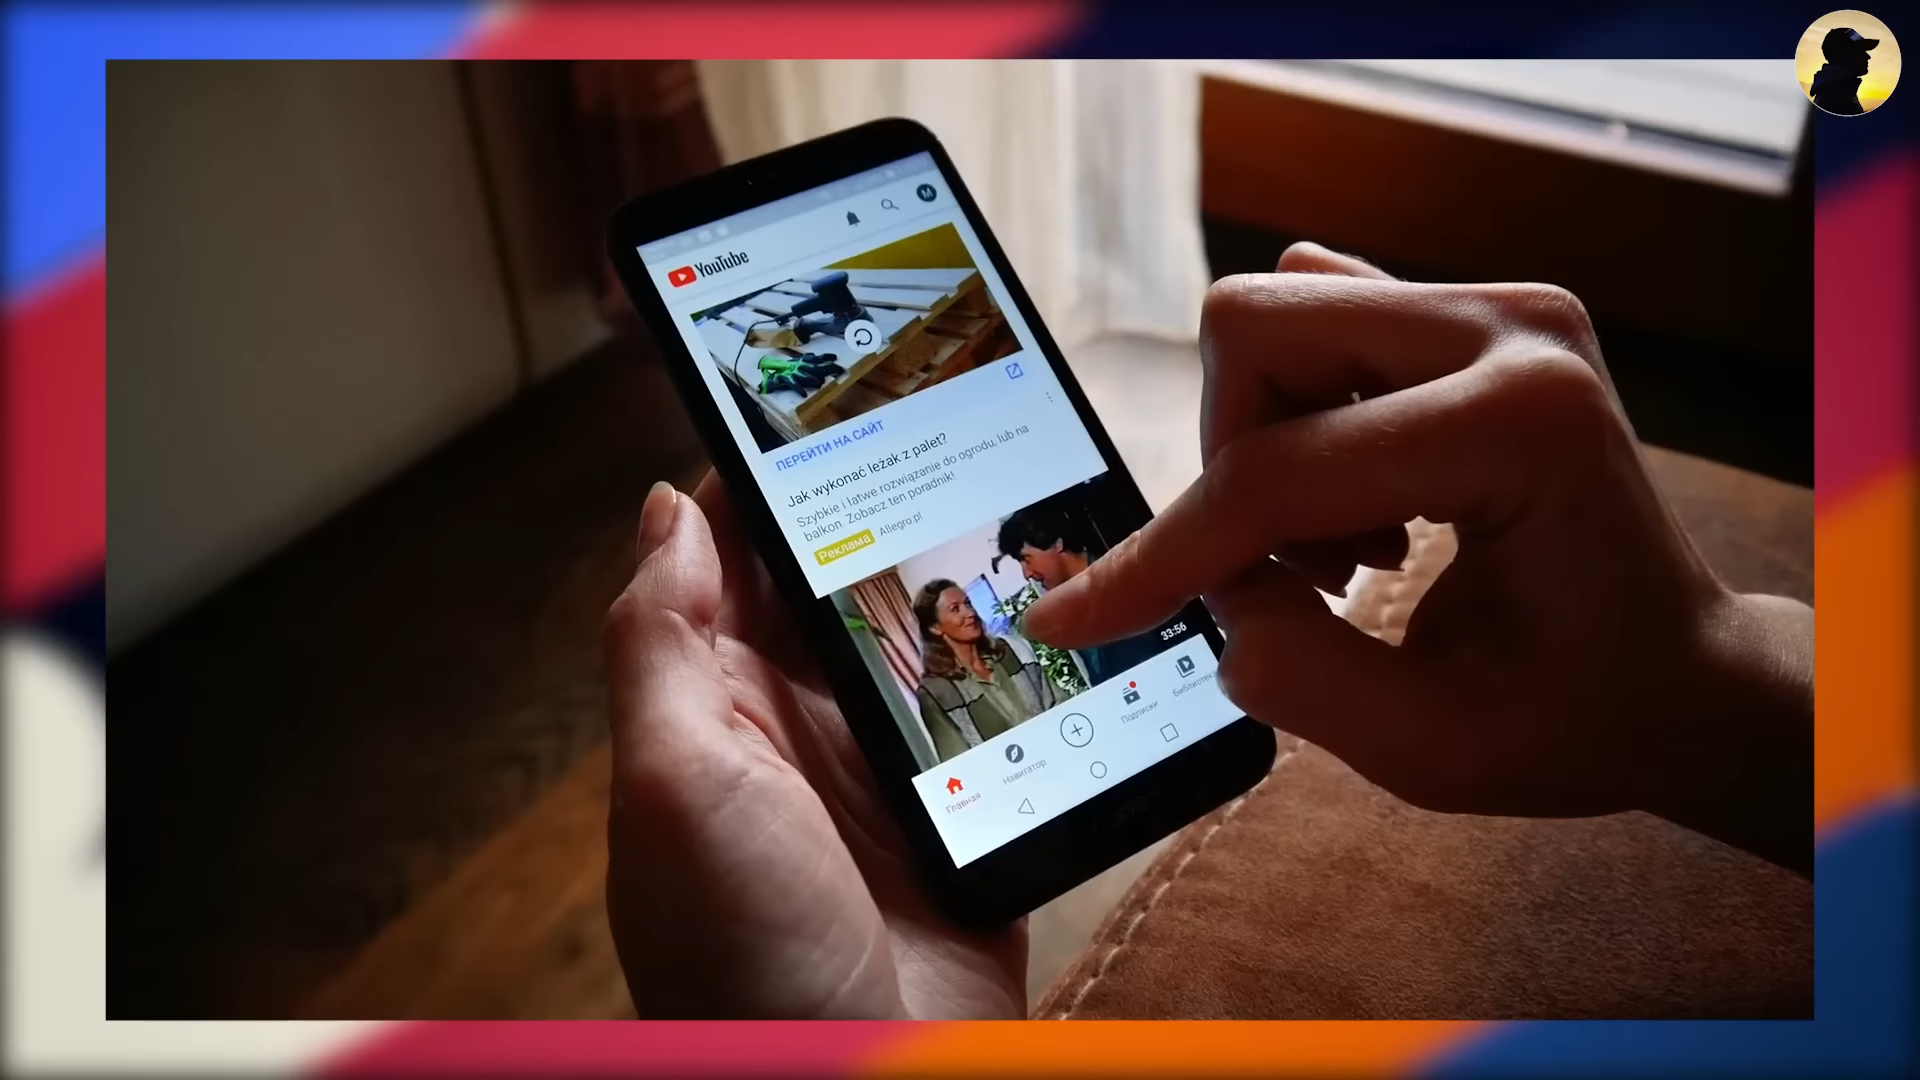 M
YouTube
ПЕРЕЙТИ НА САЙТ
Jak wykonać leżak z palet?
Szybkie i łatwe rozwiązanie do ogrodu, lub na
balkon. Zobacz ten poradnik!
Реклама Allegro.pl
33:56
Главная
Навигатор
Подписки
Библиотека